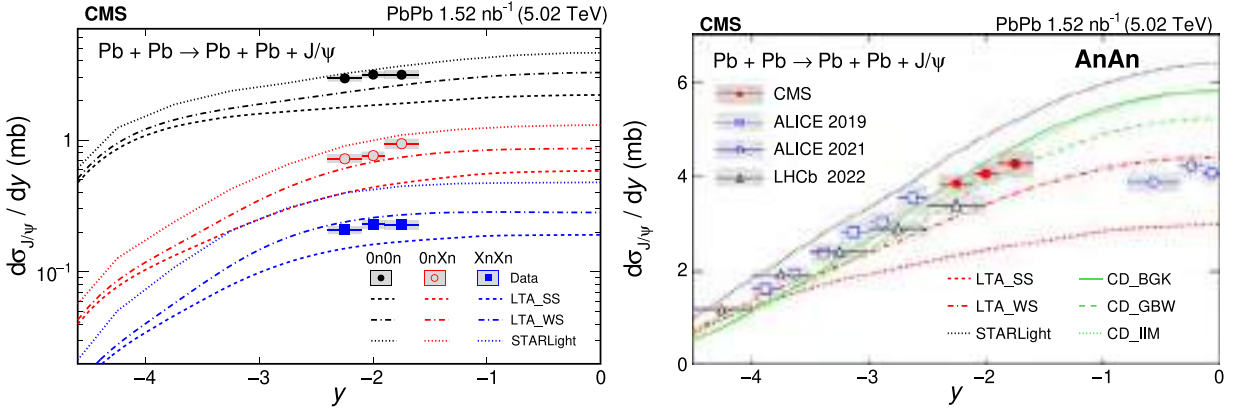 CMS PbPb 1.52 nb⁻¹ (5.02 TeV)
Pb + Pb → Pb + Pb + J/ψ
1
10⁻¹
dσ_J/ψ / dy (mb)
0n0n 0nXn XnXn
Data
LTA_SS
LTA_WS
STARLight
−4 −3 −2 −1 0
y
CMS PbPb 1.52 nb⁻¹ (5.02 TeV)
Pb + Pb → Pb + Pb + J/ψ AnAn
CMS
ALICE 2019
ALICE 2021
LHCb 2022
6
4
2
0
dσ_J/ψ / dy (mb)
LTA_SS CD_BGK
LTA_WS CD_GBW
STARLight CD_IIM
−4 −3 −2 −1 0
y